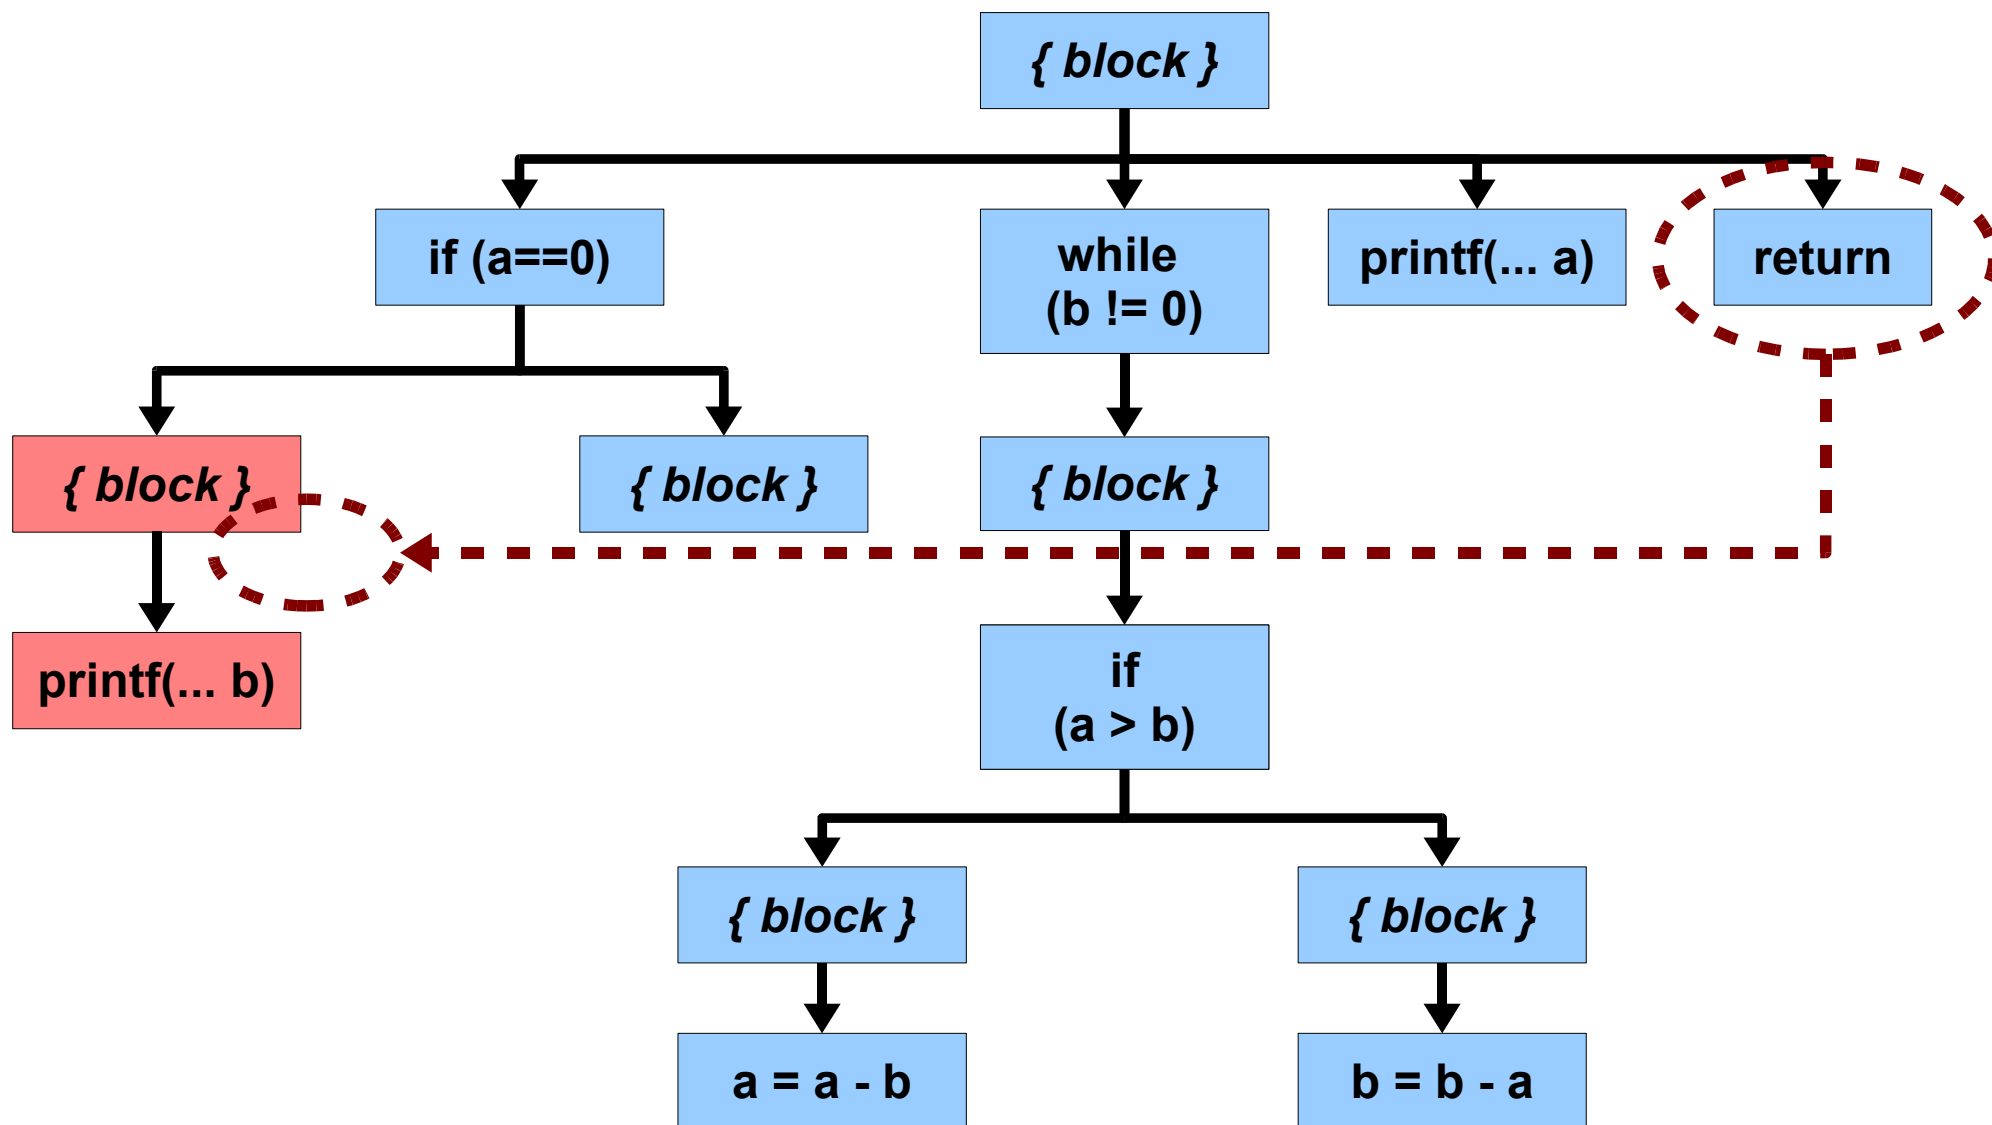 { block }
if (a==0)
while
(b != 0)
printf(... a)
return
{ block }
{ block }
{ block }
printf(... b)
if
(a > b)
{ block }
{ block }
a = a - b
b = b - a